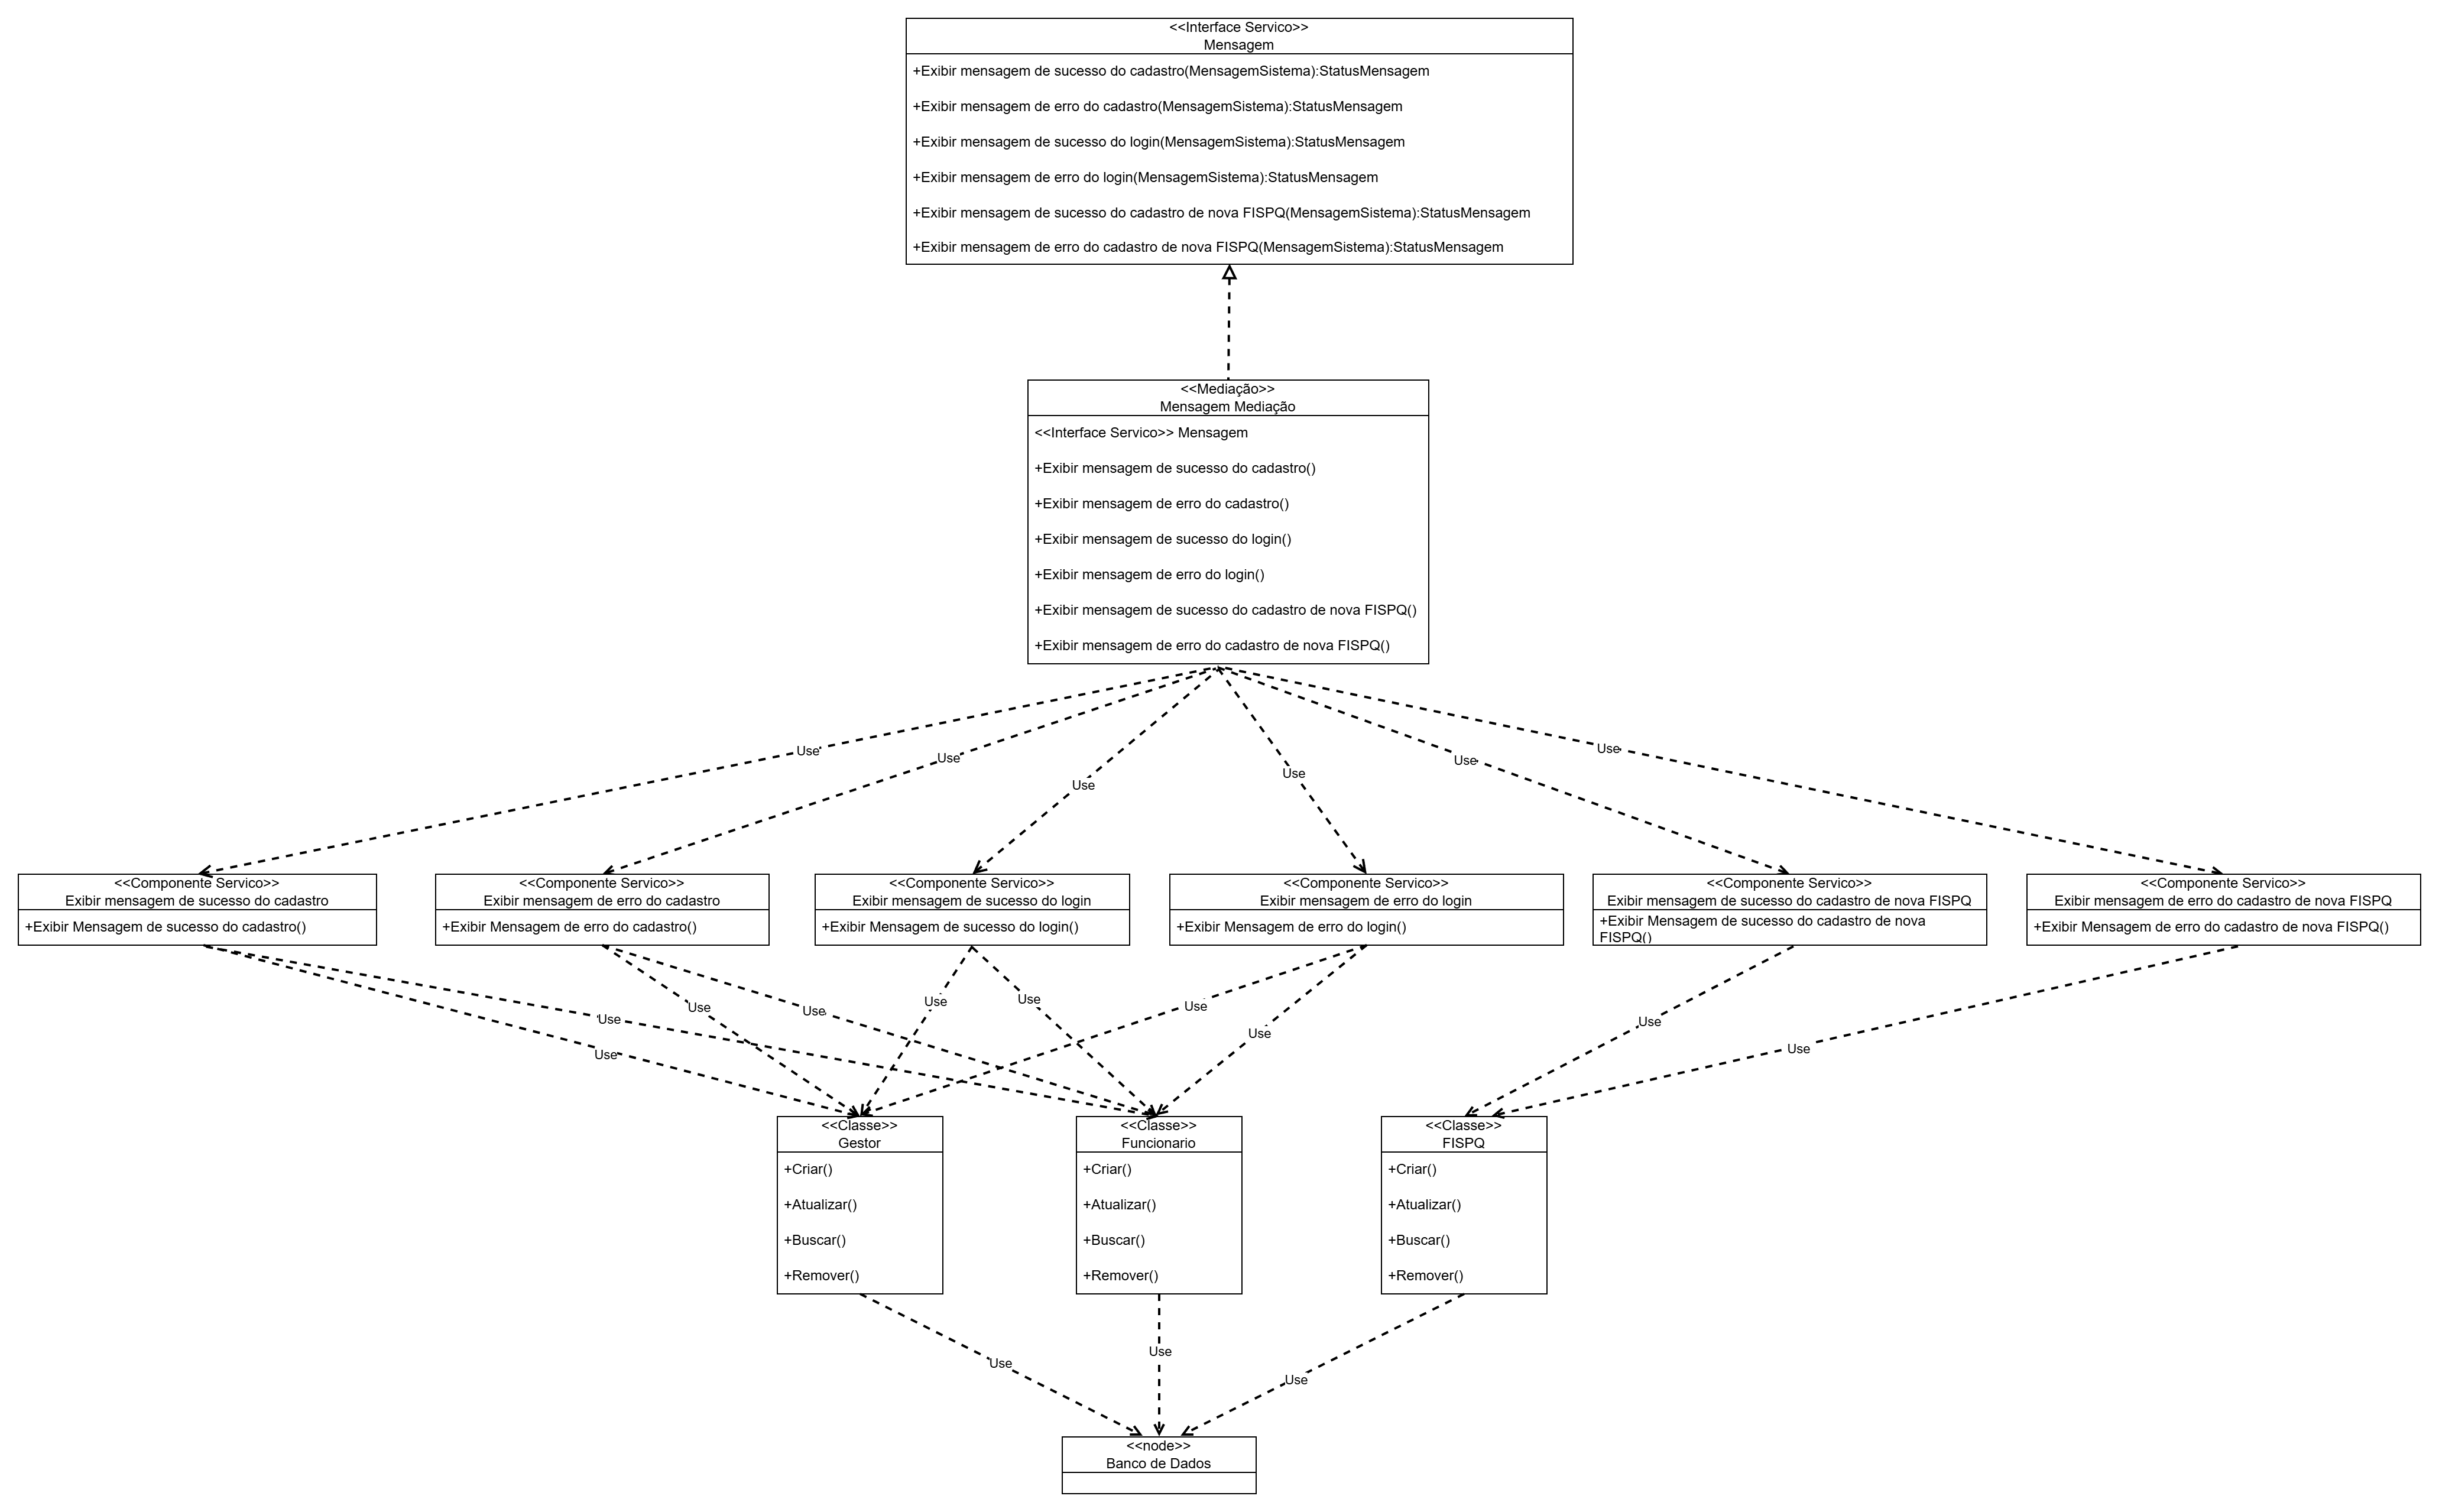 <<Interface Servico>>
Mensagem
+Exibir mensagem de sucesso do cadastro(MensagemSistema):StatusMensagem
+Exibir mensagem de erro do cadastro(MensagemSistema):StatusMensagem
+Exibir mensagem de sucesso do login(MensagemSistema):StatusMensagem
+Exibir mensagem de erro do login(MensagemSistema):StatusMensagem
+Exibir mensagem de sucesso do cadastro de nova FISPQ(MensagemSistema):StatusMensagem
+Exibir mensagem de erro do cadastro de nova FISPQ(MensagemSistema):StatusMensagem
<<Mediação>>
Mensagem Mediação
<<Interface Servico>> Mensagem
+Exibir mensagem de sucesso do cadastro()
+Exibir mensagem de erro do cadastro()
+Exibir mensagem de sucesso do login()
+Exibir mensagem de erro do login()
+Exibir mensagem de sucesso do cadastro de nova FISPQ()
+Exibir mensagem de erro do cadastro de nova FISPQ()
Use
Use
Use
Use
Use
Use
<<Componente Servico>>
Exibir mensagem de sucesso do cadastro
+Exibir Mensagem de sucesso do cadastro()
<<Componente Servico>>
Exibir mensagem de erro do cadastro
+Exibir Mensagem de erro do cadastro()
<<Componente Servico>>
Exibir mensagem de sucesso do login
+Exibir Mensagem de sucesso do login()
<<Componente Servico>>
Exibir mensagem de erro do login
+Exibir Mensagem de erro do login()
<<Componente Servico>>
Exibir mensagem de sucesso do cadastro de nova FISPQ
+Exibir Mensagem de sucesso do cadastro de nova
FISPQ()
<<Componente Servico>>
Exibir mensagem de erro do cadastro de nova FISPQ
+Exibir Mensagem de erro do cadastro de nova FISPQ()
Use
Use
Use
Use
Use
Use
Use
Use
Use
Use
<<Classe>>
Gestor
+Criar()
+Atualizar()
+Buscar()
+Remover()
<<Classe>>
Funcionario
+Criar()
+Atualizar()
+Buscar()
+Remover()
<<Classe>>
FISPQ
+Criar()
+Atualizar()
+Buscar()
+Remover()
Use
Use
Use
<<node>>
Banco de Dados